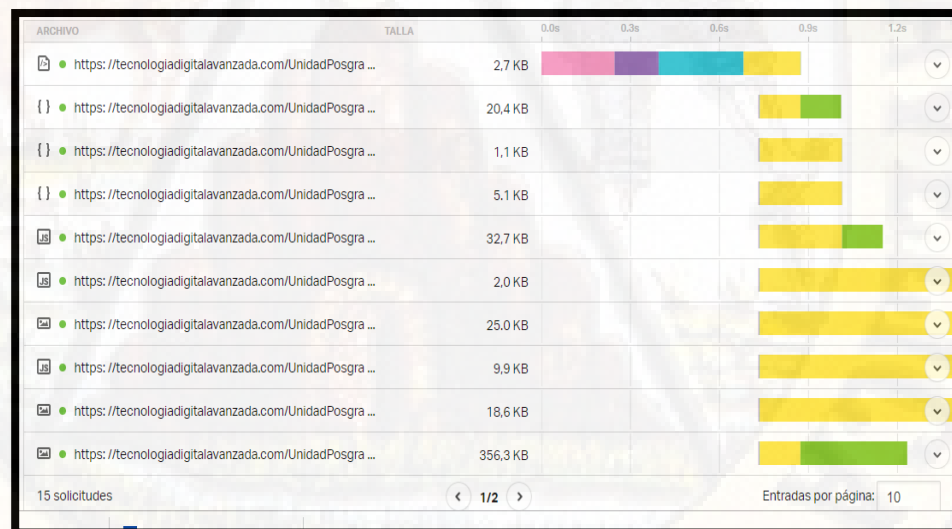 ARCHIVO TALLA 0.0s 0.3s 0.6s 0.9s 1.2s
https://tecnologiadigitalavanzada.com/UnidadPosgra ... 2,7 KB
{ } https://tecnologiadigitalavanzada.com/UnidadPosgra ... 20,4 KB
{ } https://tecnologiadigitalavanzada.com/UnidadPosgra ... 1,1 KB
{ } https://tecnologiadigitalavanzada.com/UnidadPosgra ... 5.1 KB
JS https://tecnologiadigitalavanzada.com/UnidadPosgra ... 32,7 KB
JS https://tecnologiadigitalavanzada.com/UnidadPosgra ... 2,0 KB
https://tecnologiadigitalavanzada.com/UnidadPosgra ... 25.0 KB
JS https://tecnologiadigitalavanzada.com/UnidadPosgra ... 9,9 KB
https://tecnologiadigitalavanzada.com/UnidadPosgra ... 18,6 KB
https://tecnologiadigitalavanzada.com/UnidadPosgra ... 356,3 KB
15 solicitudes 1/2 Entradas por página: 10